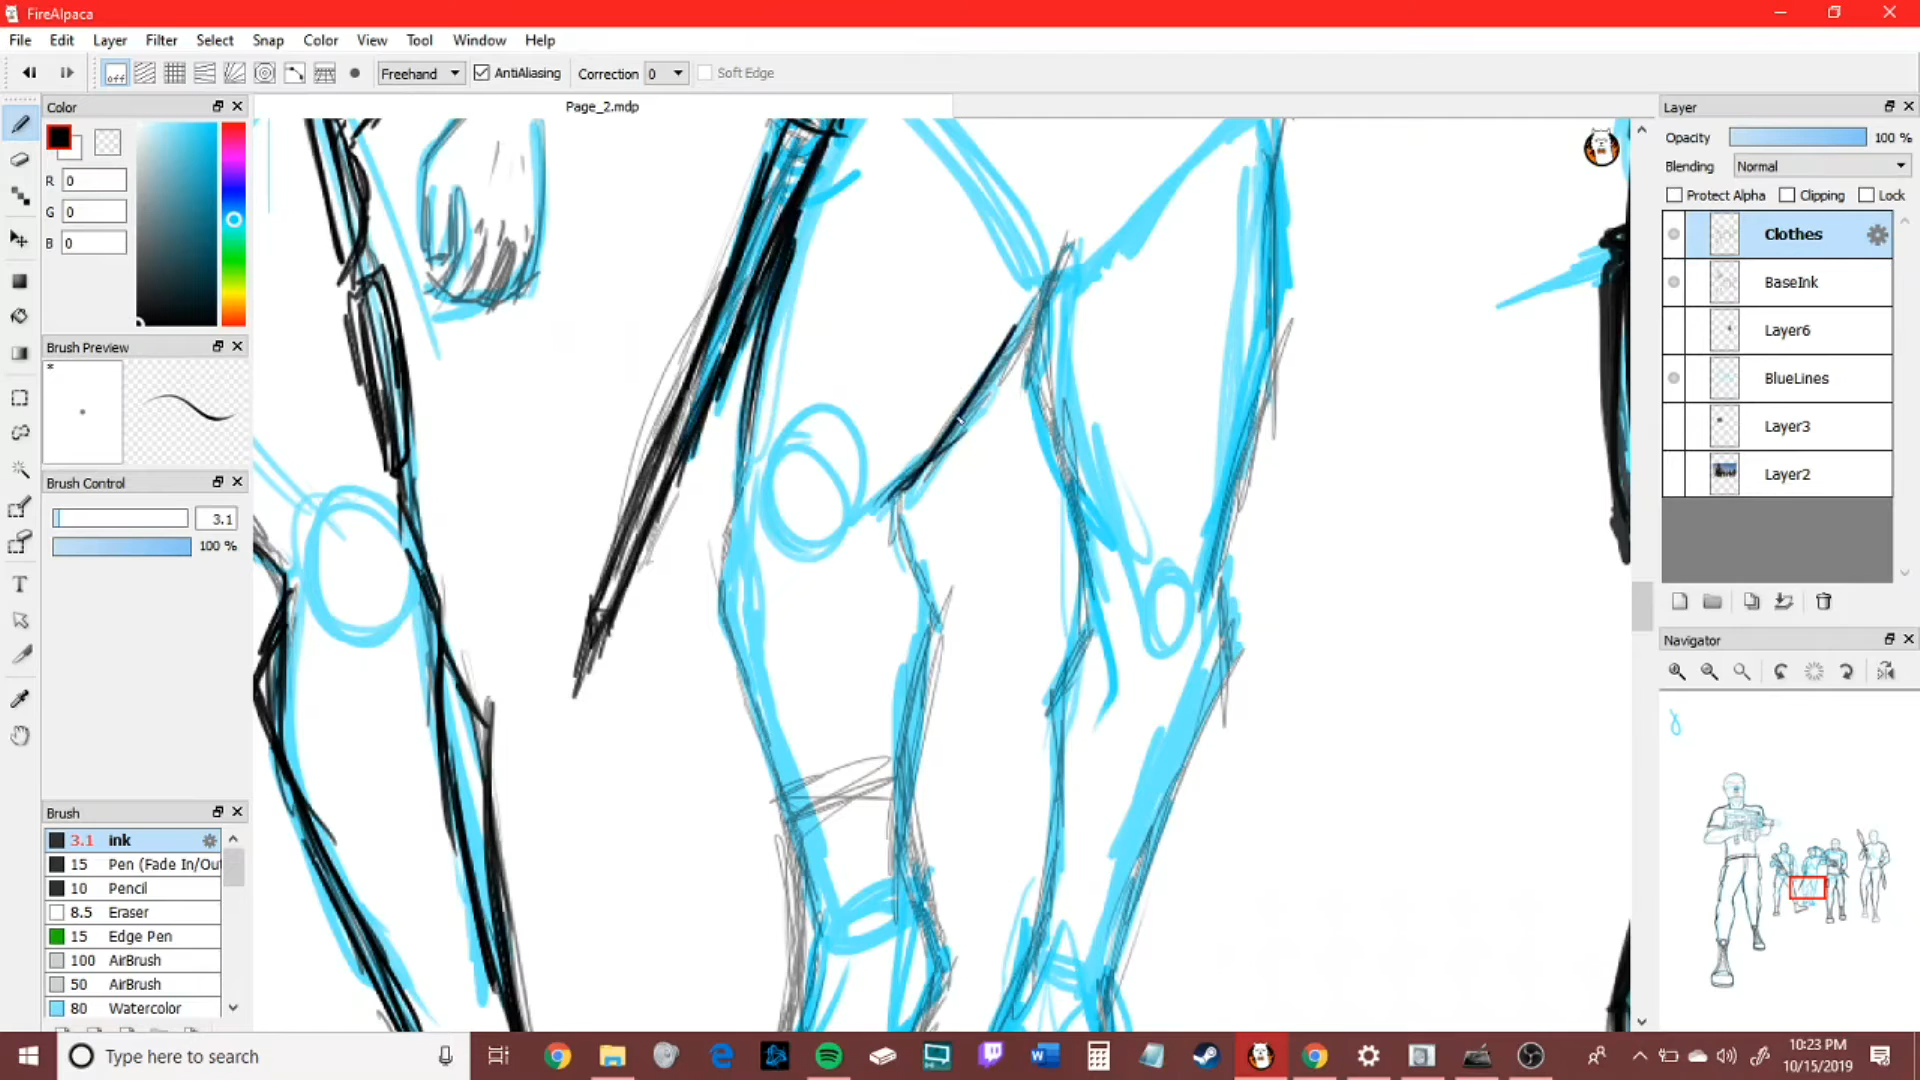 FireAlpaca
File Edit Layer Filter Select Snap Color View Tool Window Help
off Freehand AntiAliasing Correction 0 Soft Edge
Color Page_2.mdp Layer
Opacity 100 %
Blending Normal
Protect Alpha Clipping Lock
R 0
G 0
B 0
Clothes
BaseInk
Layer6
BlueLines
Layer3
Layer2
Brush Preview
*
Brush Control
3.1
100 %
Navigator
Brush
3.1 ink
15 Pen (Fade In/Out
10 Pencil
8.5 Eraser
15 Edge Pen
100 AirBrush
50 AirBrush
80 Watercolor
Type here to search
10:23 PM
10/15/2019